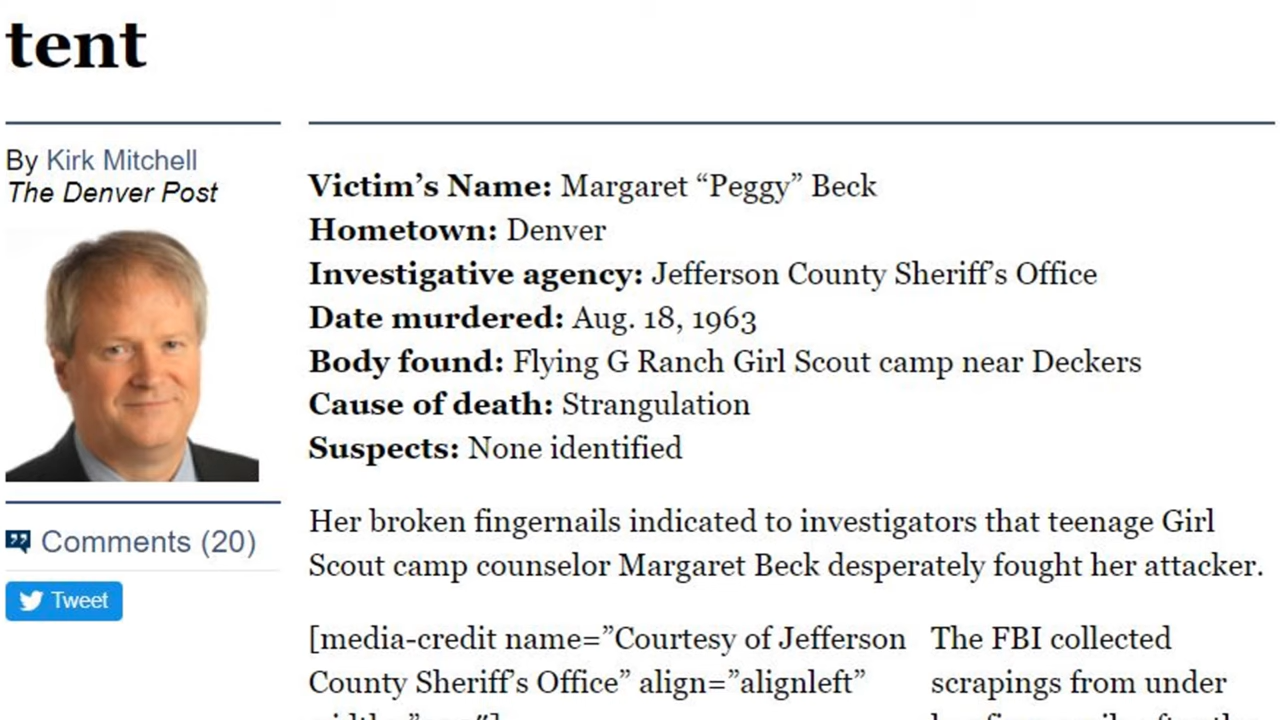 tent
By Kirk Mitchell
The Denver Post
Comments (20)
Tweet
Victim’s Name: Margaret “Peggy” Beck
Hometown: Denver
Investigative agency: Jefferson County Sheriff’s Office
Date murdered: Aug. 18, 1963
Body found: Flying G Ranch Girl Scout camp near Deckers
Cause of death: Strangulation
Suspects: None identified
Her broken fingernails indicated to investigators that teenage Girl
Scout camp counselor Margaret Beck desperately fought her attacker.
[media-credit name=”Courtesy of Jefferson
County Sheriff’s Office” align=”alignleft”
The FBI collected
scrapings from under